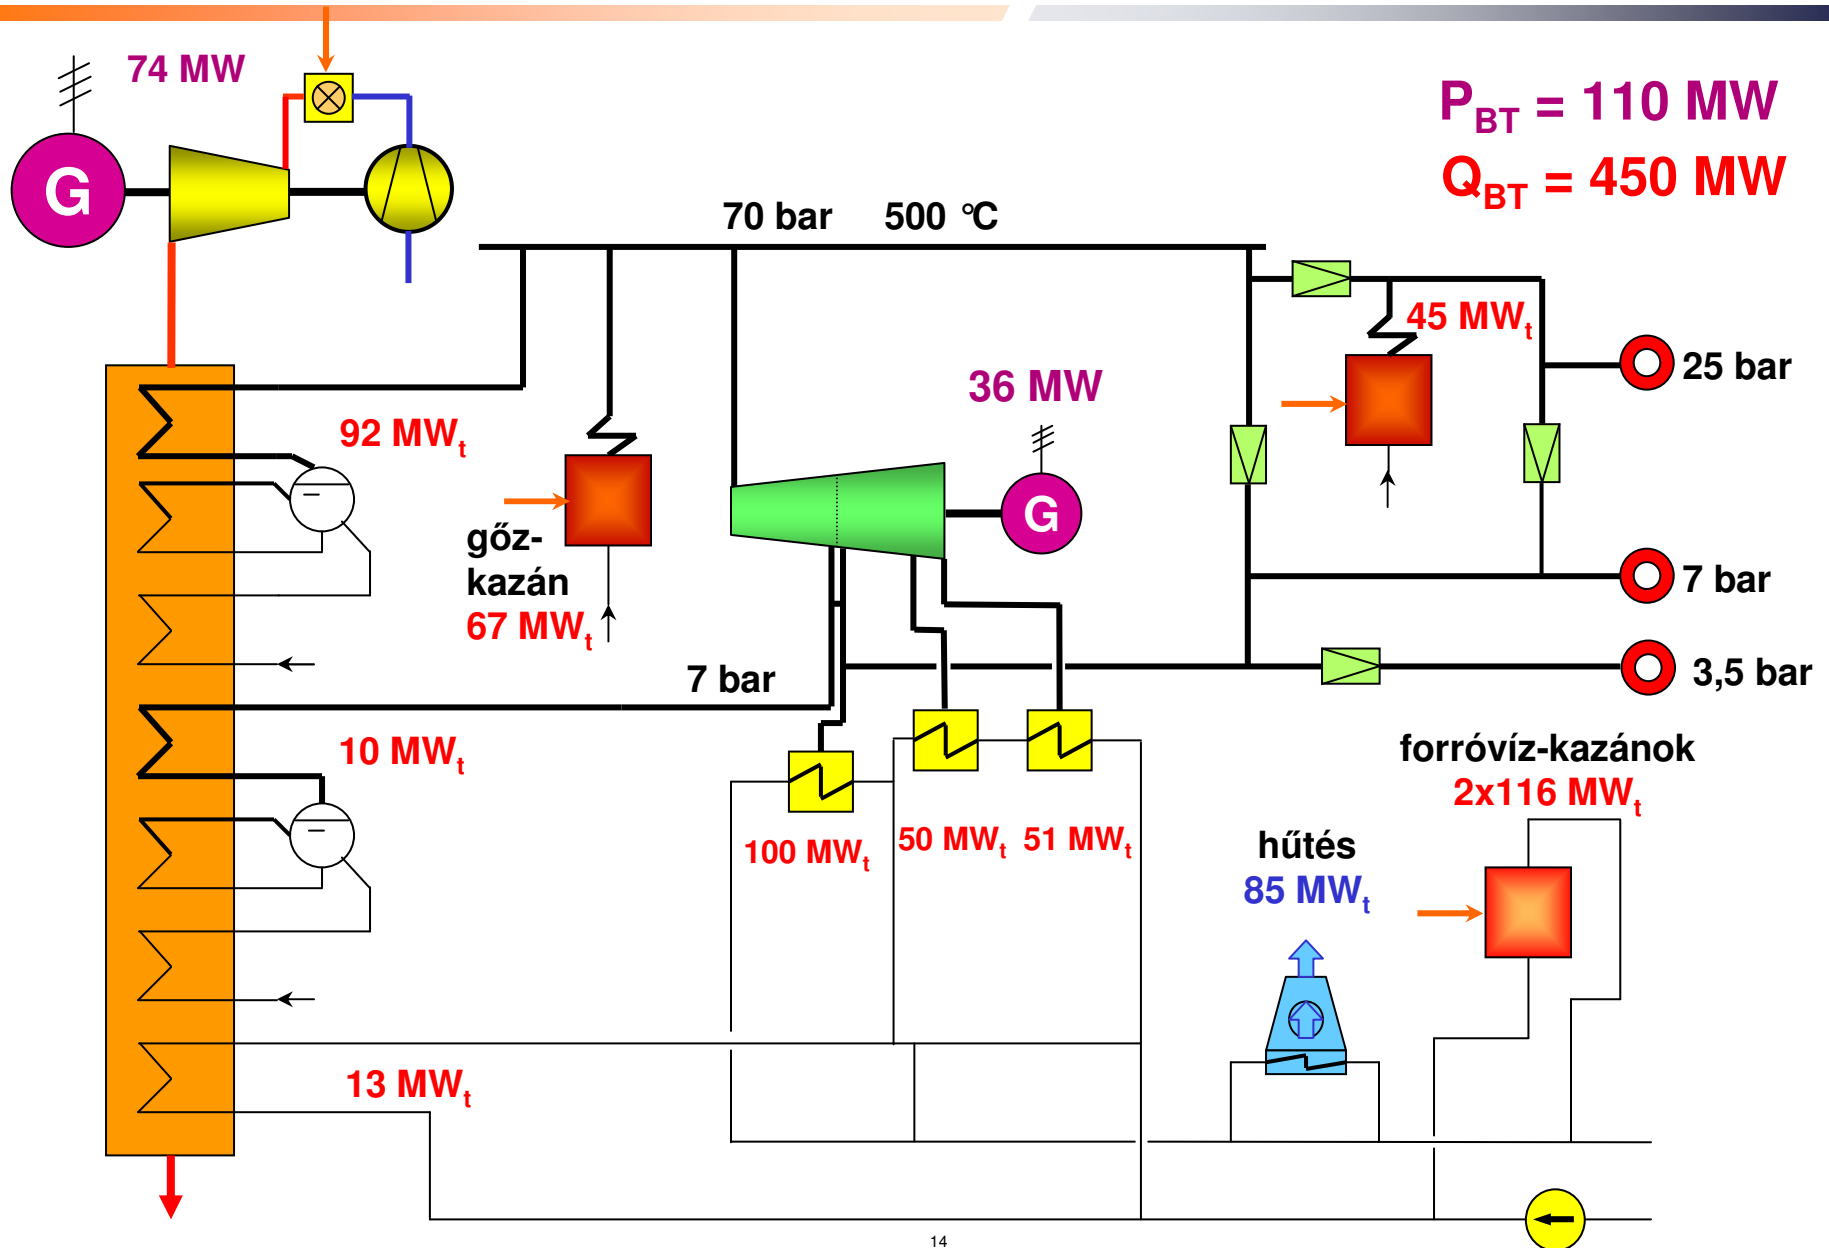 74 MW
P_BT = 110 MW
Q_BT = 450 MW
G
70 bar 500 °C
45 MW_t
25 bar
36 MW
92 MW_t
G
gőz-
kazán
67 MW_t
7 bar
7 bar
3,5 bar
10 MW_t
forróvíz-kazánok
2x116 MW_t
100 MW_t
50 MW_t
51 MW_t
hűtés
85 MW_t
13 MW_t
14